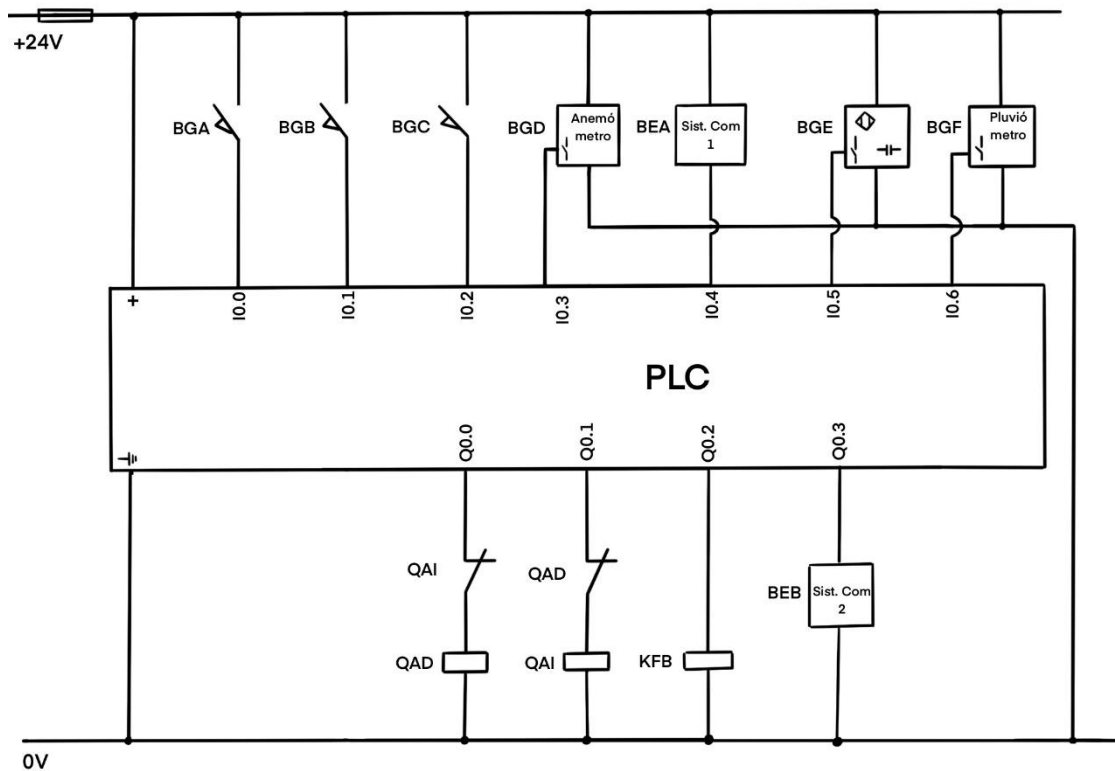 +24V
BGA
BGB
BGC
BGD
Anemó
metro
BEA
Sist. Com
1
BGE
BGF
Pluvió
metro
+
I0.0
I0.1
I0.2
I0.3
I0.4
I0.5
I0.6
PLC
Q0.0
Q0.1
Q0.2
Q0.3
QAI
QAD
BEB
Sist. Com
2
QAD
QAI
KFB
0V